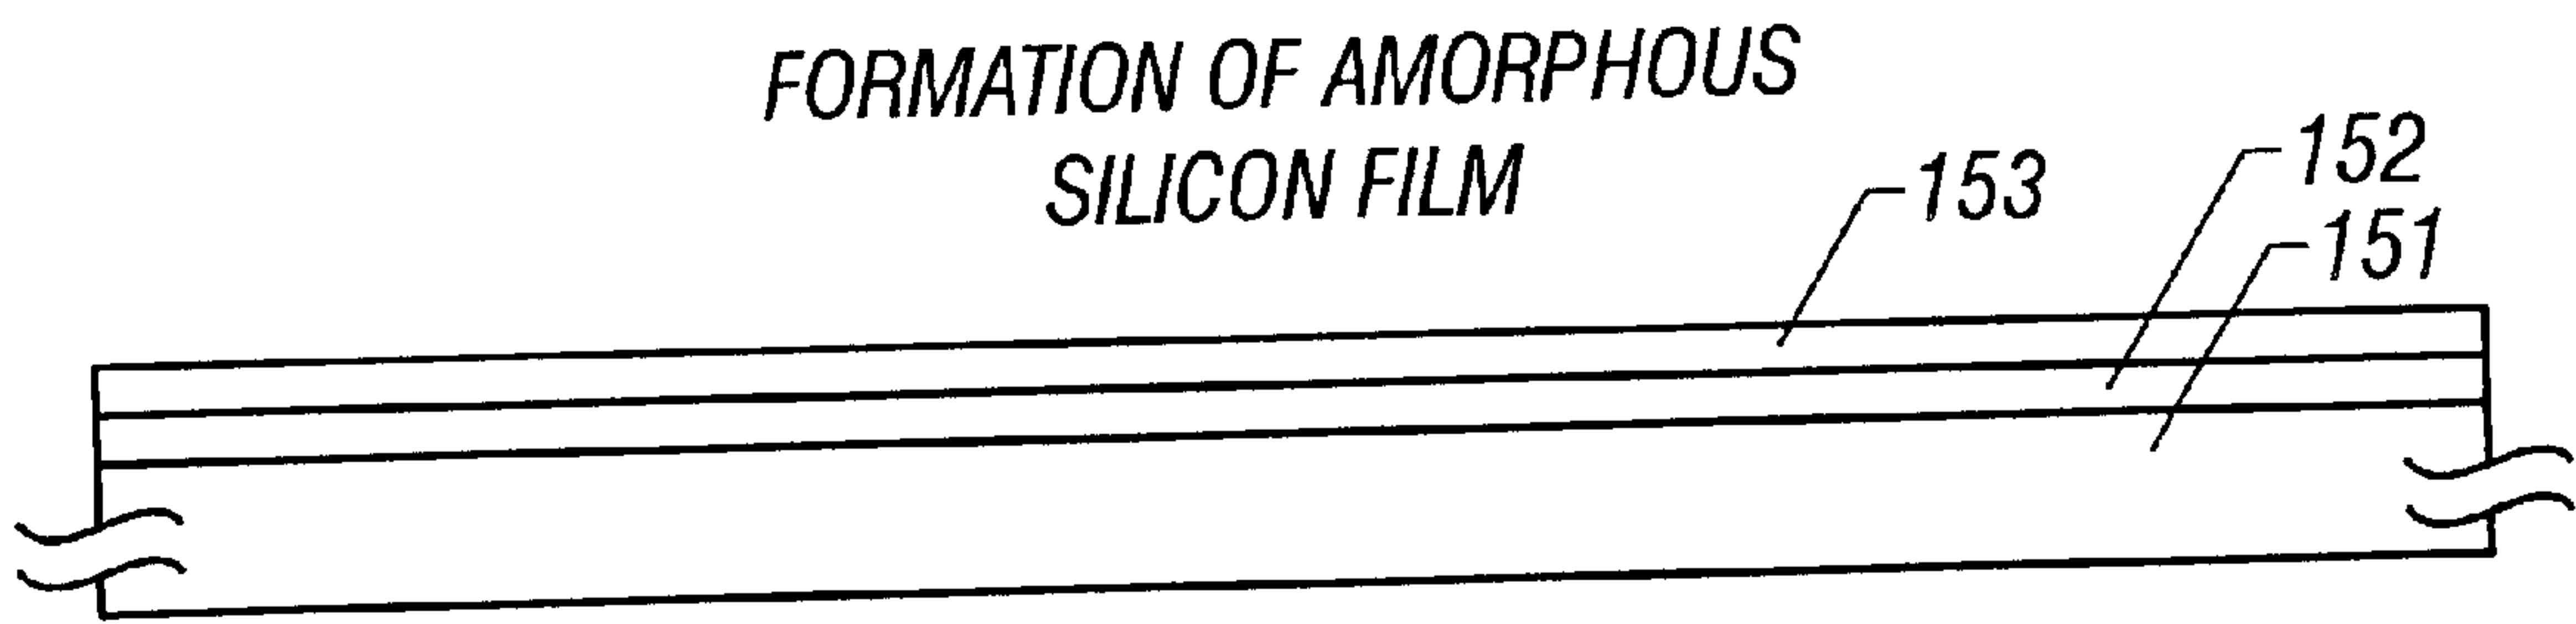 FORMATION OF AMORPHOUS
SILICON FILM
153
152
151